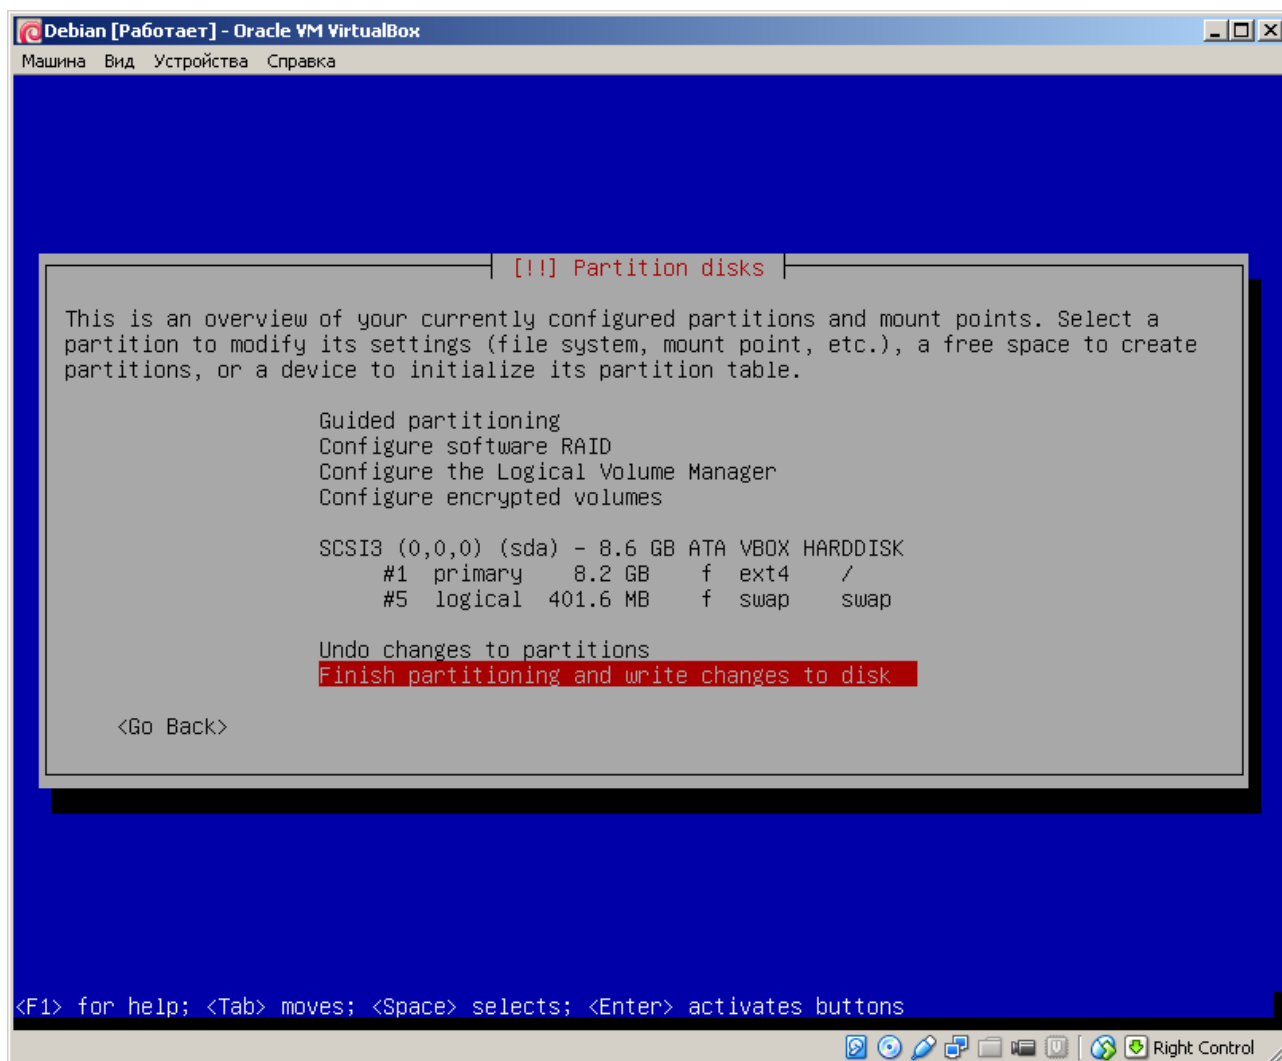 Debian [Работает] - Oracle VM VirtualBox
Машина Вид Устройства Справка
[!!] Partition disks
This is an overview of your currently configured partitions and mount points. Select a
partition to modify its settings (file system, mount point, etc.), a free space to create
partitions, or a device to initialize its partition table.
Guided partitioning
Configure software RAID
Configure the Logical Volume Manager
Configure encrypted volumes
SCSI3 (0,0,0) (sda) - 8.6 GB ATA VBOX HARDDISK
#1 primary 8.2 GB f ext4 /
#5 logical 401.6 MB f swap swap
Undo changes to partitions
Finish partitioning and write changes to disk
<Go Back>
<F1> for help; <Tab> moves; <Space> selects; <Enter> activates buttons
Right Control